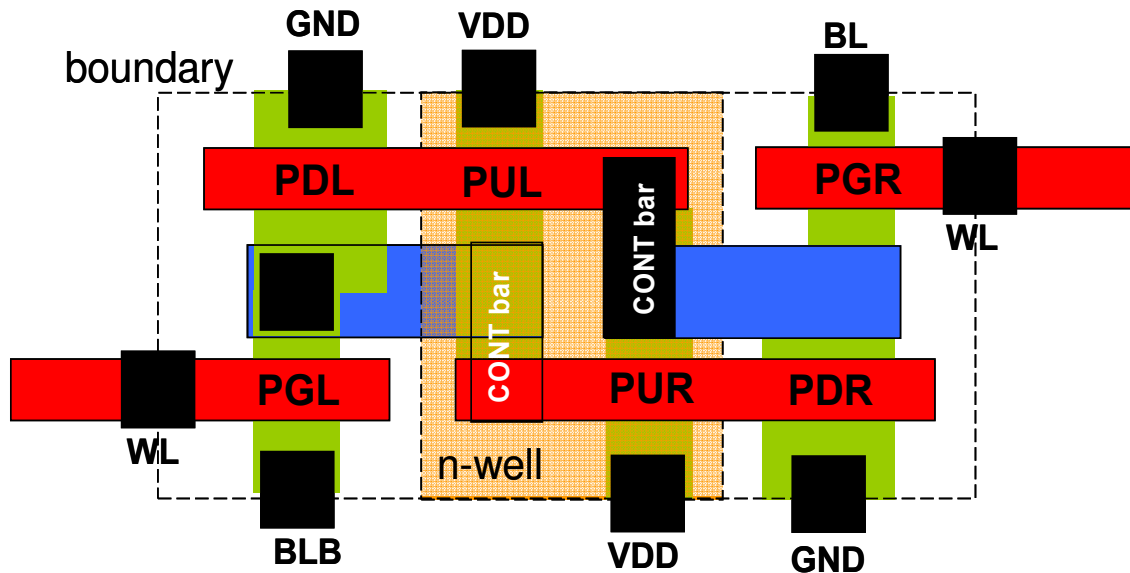 GND
VDD
BL
boundary
PDL
PUL
PGR
CONT bar
WL
CONT bar
PGL
PUR
PDR
WL
n-well
BLB
VDD
GND